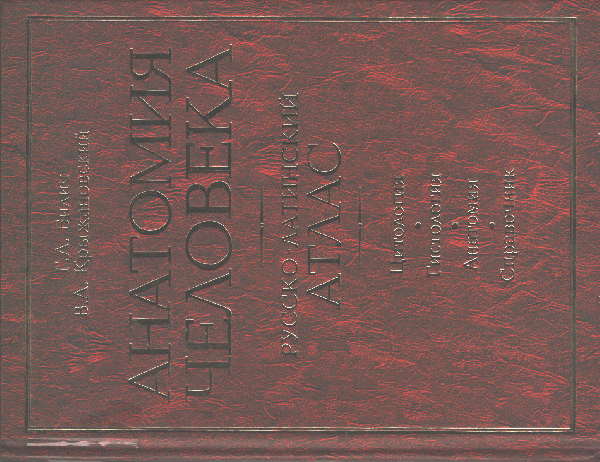 Г.Л. Билич
В.А. Крыжановский
АНАТОМИЯ
ЧЕЛОВЕКА
РУССКО-ЛАТИНСКИЙ
АТЛАС
Цитология
•
Гистология
•
Анатомия
•
Справочник